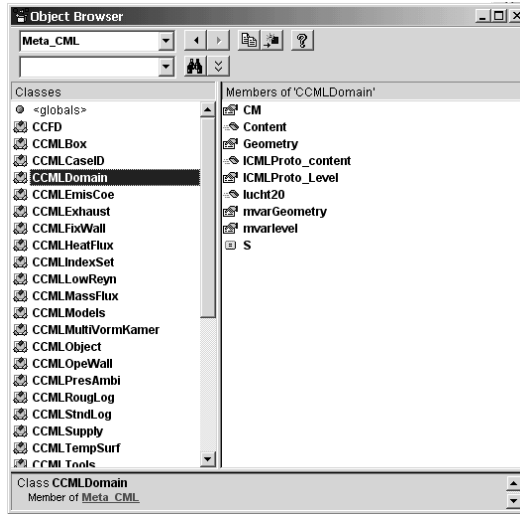 Object Browser
Meta_CML
Classes
<globals>
CCFD
CCMLBox
CCMLCaseID
CCMLDomain
CCMLEmisCoe
CCMLExhaust
CCMLFixWall
CCMLHeatFlux
CCMLIndexSet
CCMLLowReyn
CCMLMassFlux
CCMLModels
CCMLMultiVormKamer
CCMLObject
CCMLOpeWall
CCMLPresAmbi
CCMLRougLog
CCMLStndLog
CCMLSupply
CCMLTempSurf
CCMLTools
Members of 'CCMLDomain'
CM
Content
Geometry
ICMLProto_content
ICMLProto_Level
lucht20
mvarGeometry
mvarlevel
S
Class CCMLDomain
Member of Meta_CML